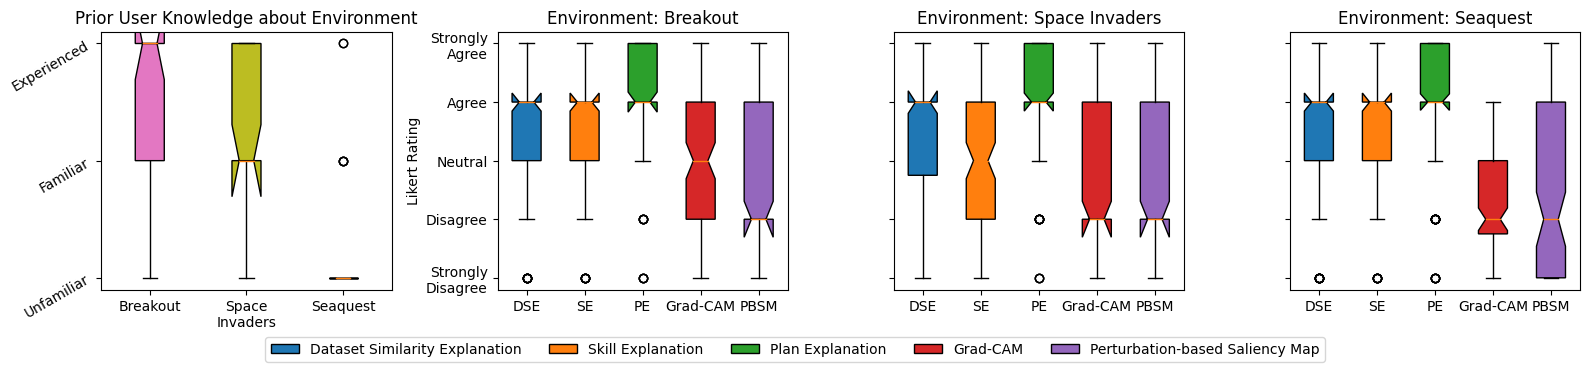 Prior User Knowledge about Environment
Experienced
Familiar
Unfamiliar
Breakout
Space
Invaders
Seaquest
Environment: Breakout
Likert Rating
Strongly
Agree
Agree
Neutral
Disagree
Strongly
Disagree
DSE SE PE Grad-CAM PBSM
Environment: Space Invaders
DSE SE PE Grad-CAM PBSM
Environment: Seaquest
DSE SE PE Grad-CAM PBSM
Dataset Similarity Explanation Skill Explanation Plan Explanation Grad-CAM Perturbation-based Saliency Map